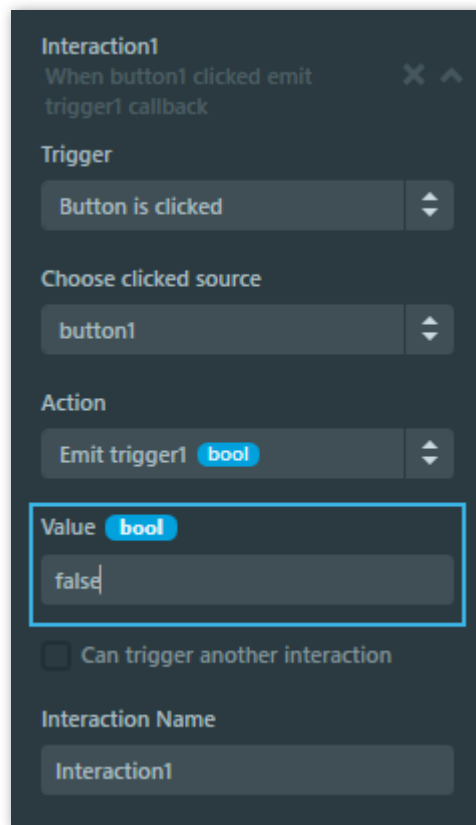 Interaction1
When button1 clicked emit
trigger1 callback
Trigger
Button is clicked
Choose clicked source
button1
Action
Emit trigger1 bool
Value bool
false
Can trigger another interaction
Interaction Name
Interaction1